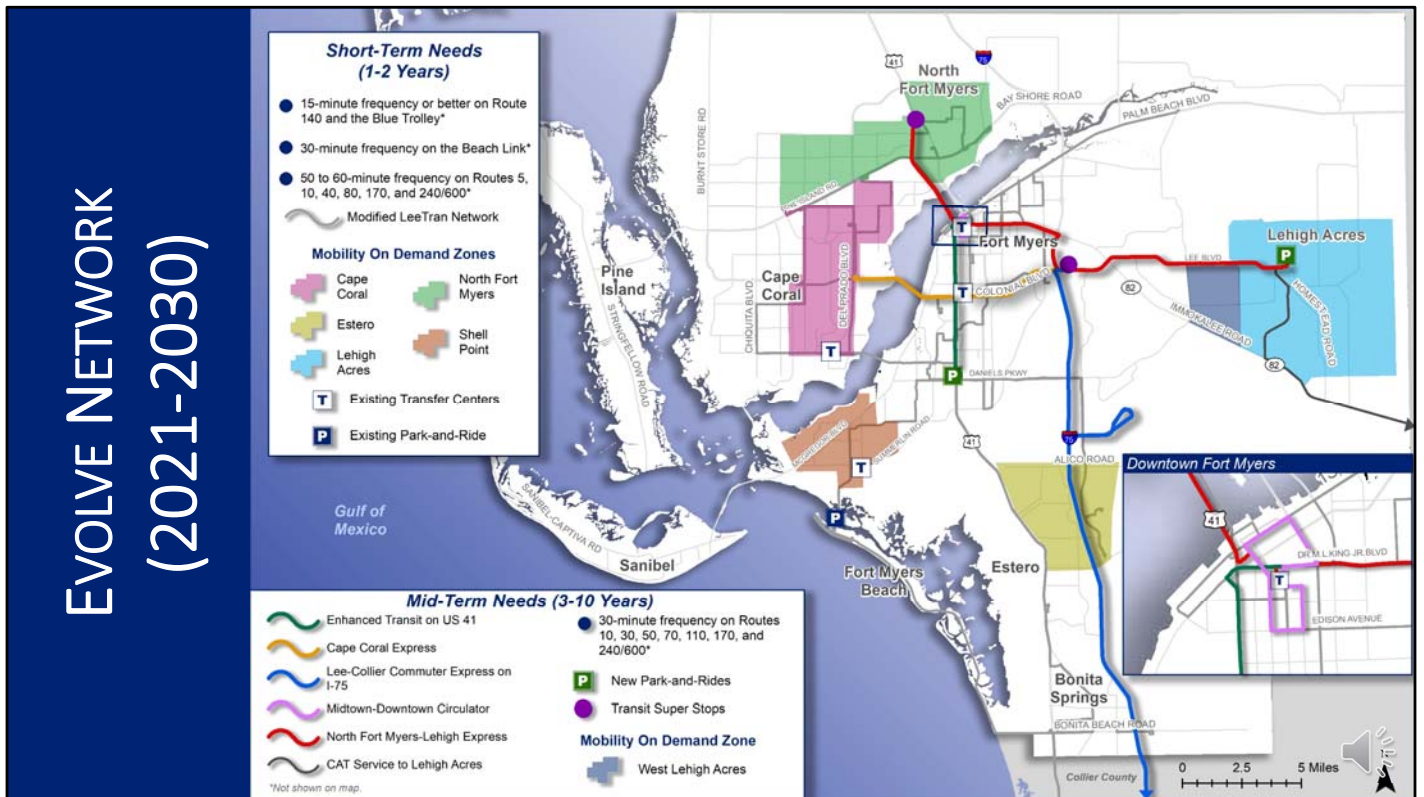 EVOLVE NETWORK
(2021-2030)
Short-Term Needs
(1-2 Years)
15-minute frequency or better on Route
140 and the Blue Trolley*
30-minute frequency on the Beach Link*
50 to 60-minute frequency on Routes 5,
10, 40, 80, 170, and 240/600*
Modified LeeTran Network
Mobility On Demand Zones
Cape
Coral
North Fort
Myers
Estero
Shell
Point
Lehigh
Acres
T
Existing Transfer Centers
P
Existing Park-and-Ride
41
75
North
Fort Myers
BAY SHORE ROAD
PALM BEACH BLVD
BURNT STORE RD
ISLAND RD
T
Fort Myers
Lehigh Acres
P
LEE BLVD
Pine
Island
Cape
Coral
CHIQUITA BLVD
DEL PRADO BLVD
COLONIAL BLVD
T
82
IMMOKALEE ROAD
HOMESTEAD ROAD
82
STRINGFELLOW ROAD
T
P
DANIELS PKWY
MCGREGOR BLVD
SUMMERLIN ROAD
T
41
75
ALICO ROAD
P
Gulf of
Mexico
SANIBEL-CAPTIVA RD
Sanibel
Fort Myers
Beach
Estero
Bonita
Springs
BONITA BEACH ROAD
Collier County
Downtown Fort Myers
41
DR. M.L.KING JR.BLVD
T
EDISON AVENUE
0 2.5 5 Miles
Mid-Term Needs (3-10 Years)
Enhanced Transit on US 41
Cape Coral Express
Lee-Collier Commuter Express on
I-75
Midtown-Downtown Circulator
North Fort Myers-Lehigh Express
CAT Service to Lehigh Acres
*Not shown on map.
30-minute frequency on Routes
10, 30, 50, 70, 110, 170, and
240/600*
P
New Park-and-Rides
Transit Super Stops
Mobility On Demand Zone
West Lehigh Acres